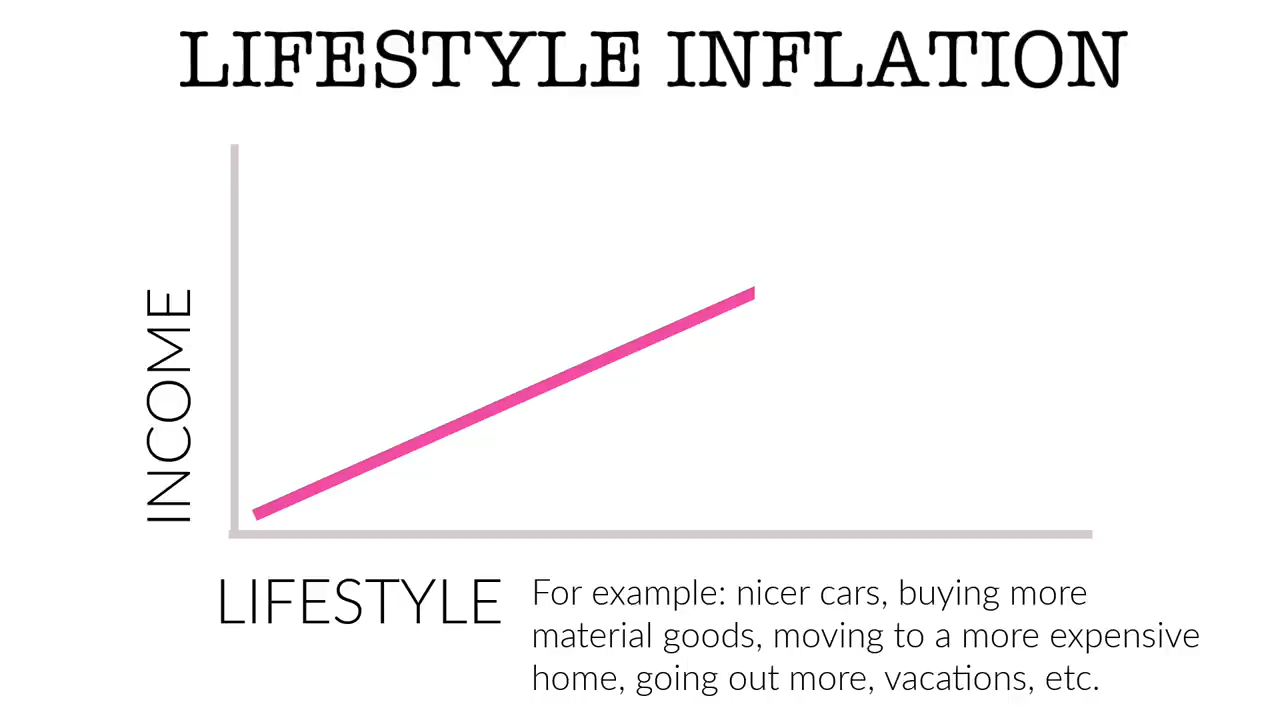 LIFESTYLE INFLATION
INCOME
LIFESTYLE
For example: nicer cars, buying more
material goods, moving to a more expensive
home, going out more, vacations, etc.